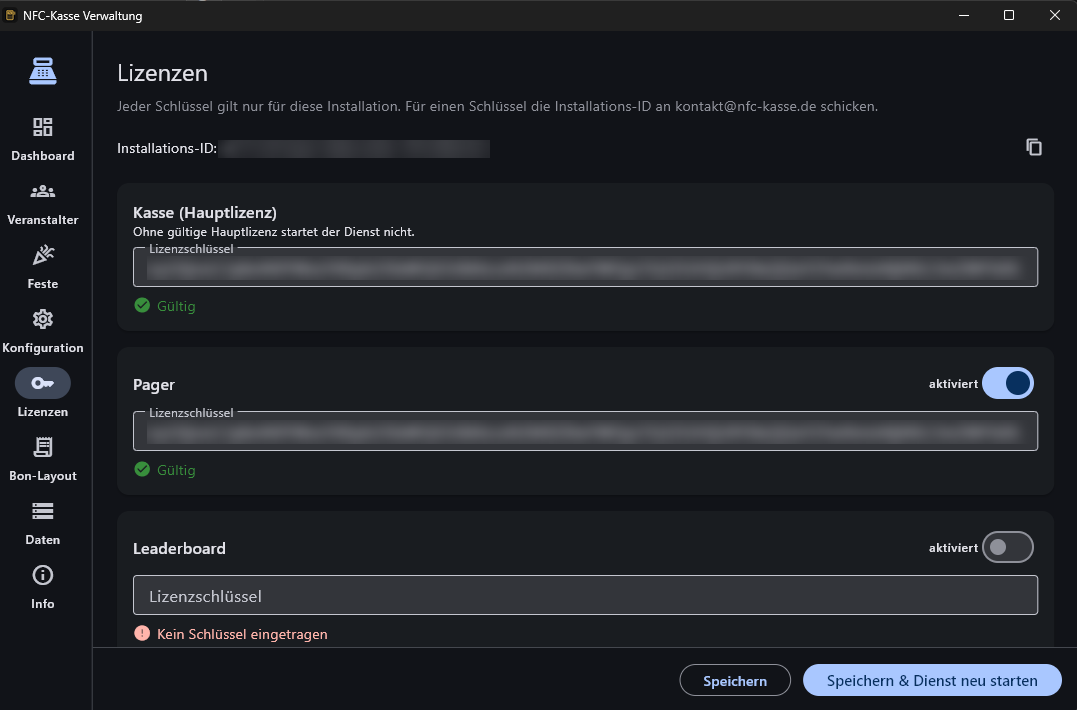 NFC-Kasse Verwaltung
Dashboard
Veranstalter
Feste
Konfiguration
Lizenzen
Bon-Layout
Daten
Info
Lizenzen
Jeder Schlüssel gilt nur für diese Installation. Für einen Schlüssel die Installations-ID an kontakt@nfc-kasse.de schicken.
Installations-ID:
Kasse (Hauptlizenz)
Ohne gültige Hauptlizenz startet der Dienst nicht.
Lizenzschlüssel
Gültig
Pager
aktiviert
Lizenzschlüssel
Gültig
Leaderboard
aktiviert
Lizenzschlüssel
Kein Schlüssel eingetragen
Speichern
Speichern & Dienst neu starten